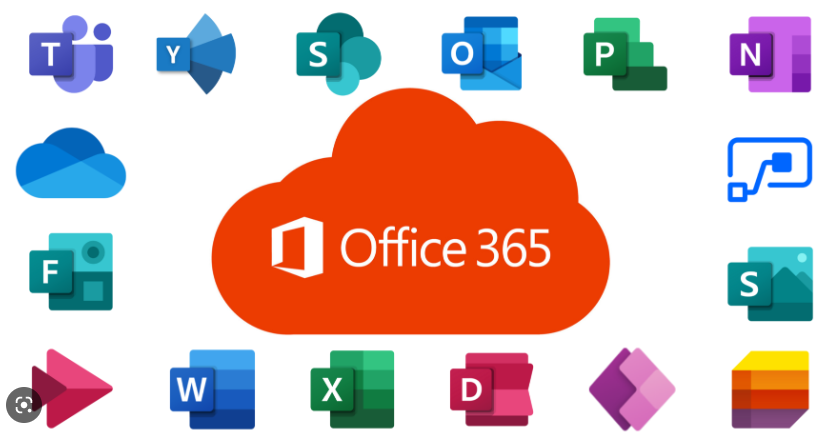 T Y S O P N
Office 365
F
S
W X D